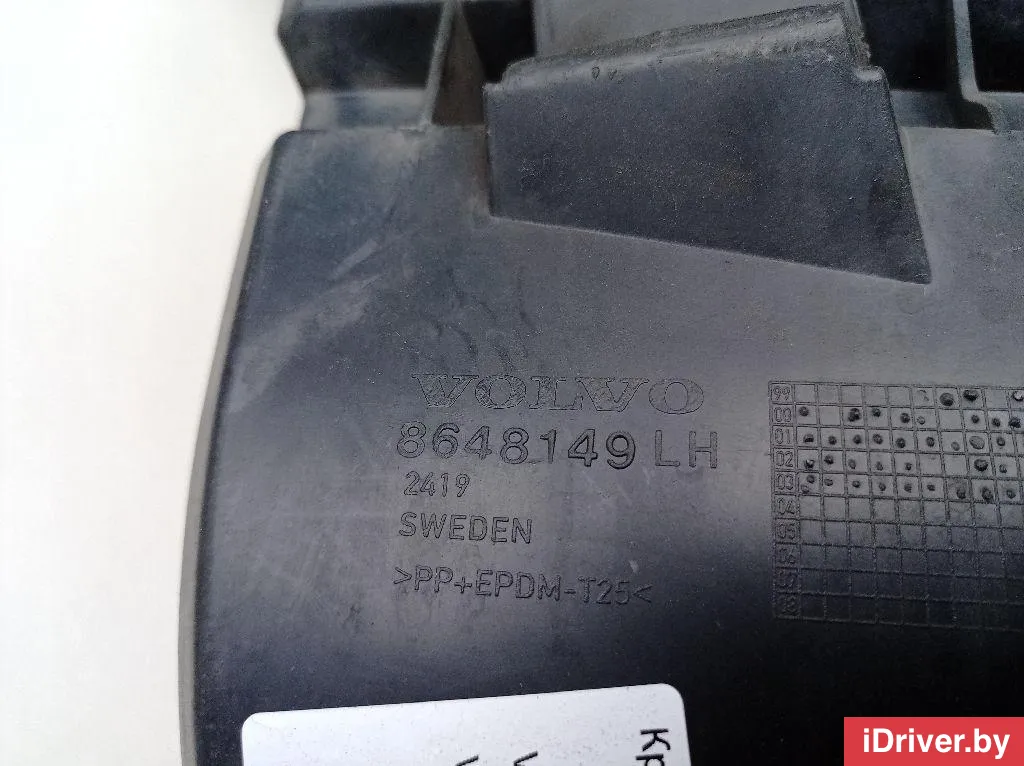 VOLVO
8648149 LH
2419
SWEDEN
>PP+EPDM-T25<
99
00
01
02
03
04
05
06
07
iDriver.by